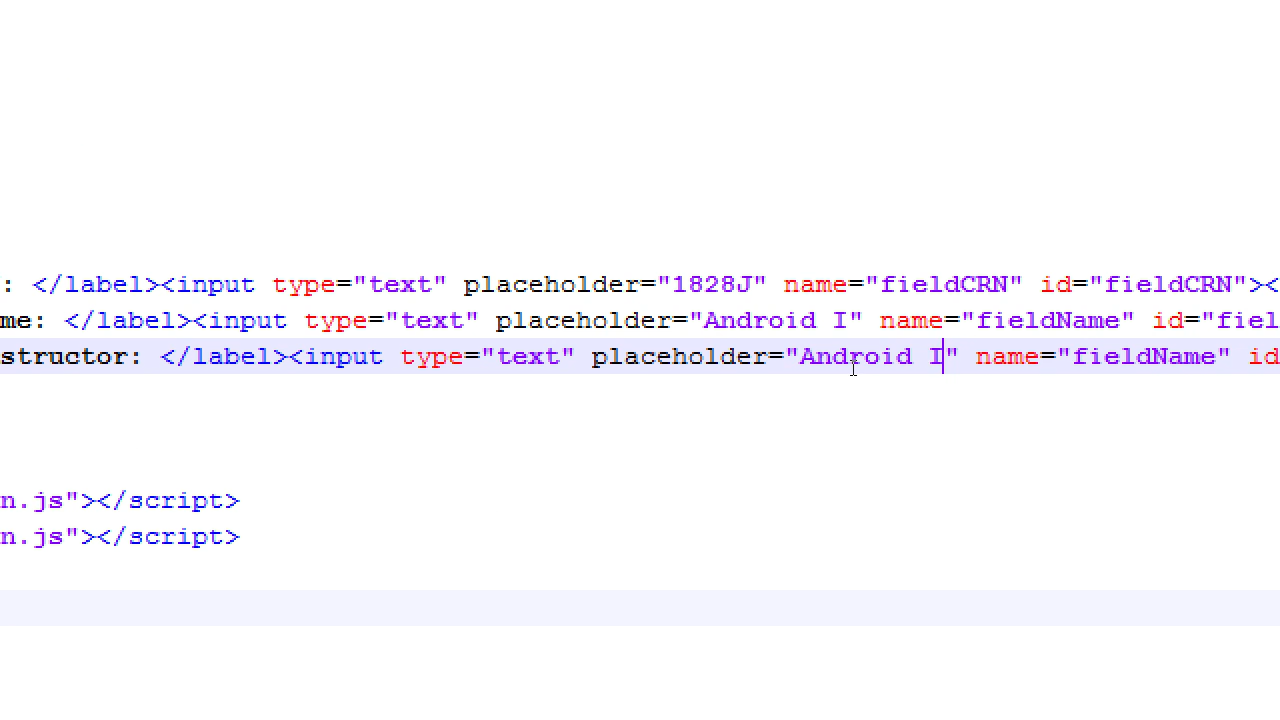 : </label><input type="text" placeholder="1828J" name="fieldCRN" id="fieldCRN"><
me: </label><input type="text" placeholder="Android I" name="fieldName" id="fiel
structor: </label><input type="text" placeholder="Android I" name="fieldName" id
n.js"></script>
n.js"></script>